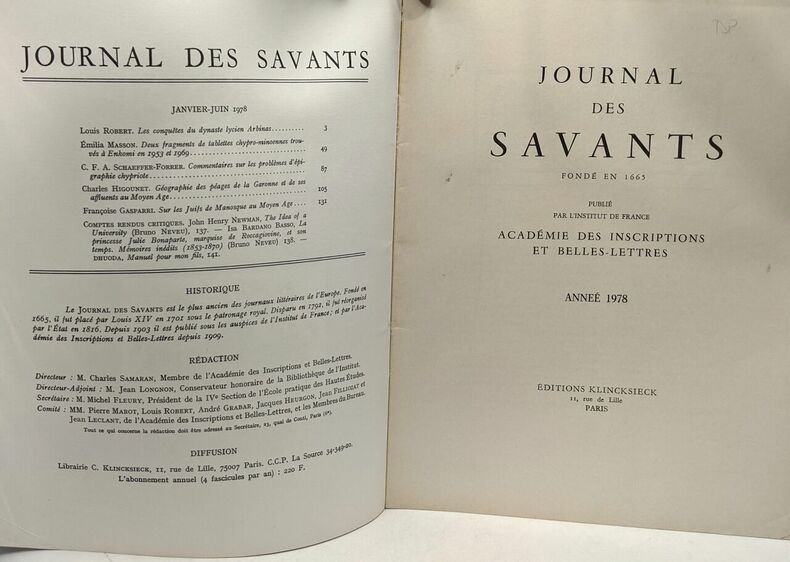 JOURNAL DES SAVANTS
JANVIER-JUIN 1978
Louis Robert. Les conquêtes du dynaste lycien Arbinas.......... 3
Émilia Masson. Deux fragments de tablettes chypro-minoennes trou-
vés à Enkomi en 1953 et 1969.......................... 49
C. F. A. Schaeffer-Forrer. Commentaires sur les problèmes d'épi-
graphie chypriote.......................... 87
Charles Higounet. Géographie des péages de la Garonne et de ses
affluents au Moyen Age.......................... 105
Françoise Gasparri. Sur les Juifs de Manosque au Moyen Age.... 131
Comptes rendus critiques. John Henry Newman, The Idea of a
University (Bruno Neveu), 137. — Isa Bardano Basso, La
princesse Julie Bonaparte, marquise de Roccagiovine, et son
temps. Mémoires inédits (1853-1870) (Bruno Neveu) 138. —
Dhuoda, Manuel pour mon fils, 141.
HISTORIQUE
Le Journal des Savants est le plus ancien des journaux littéraires de l'Europe. Fondé en
1665, il fut placé par Louis XIV en 1701 sous le patronage royal. Disparu en 1792, il fut réorganisé
par l'État en 1816. Depuis 1903 il est publié sous les auspices de l'Institut de France ; et par l'Aca-
démie des Inscriptions et Belles-Lettres depuis 1909.
RÉDACTION
Directeur : M. Charles Samaran, Membre de l'Académie des Inscriptions et Belles-Lettres.
Directeur-Adjoint : M. Jean Longnon, Conservateur honoraire de la Bibliothèque de l'Institut.
Secrétaire : M. Michel Fleury, Président de la IVe Section de l'École pratique des Hautes Études.
Comité : MM. Pierre Marot, Louis Robert, André Grabar, Jacques Heurgon, Jean Filliozat et
Jean Leclant, de l'Académie des Inscriptions et Belles-Lettres, et les Membres du Bureau.
Tout ce qui concerne la rédaction doit être adressé au Secrétaire, 23, quai de Conti, Paris (6e).
DIFFUSION
Librairie C. Klincksieck, 11, rue de Lille, 75007 Paris. C.C.P. La Source 34-349-20.
L'abonnement annuel (4 fascicules par an) : 220 F.
JOURNAL
DES
SAVANTS
FONDÉ EN 1665
PUBLIÉ
PAR L'INSTITUT DE FRANCE
ACADÉMIE DES INSCRIPTIONS
ET BELLES-LETTRES
ANNEÉ 1978
ÉDITIONS KLINCKSIECK
11, rue de Lille
PARIS